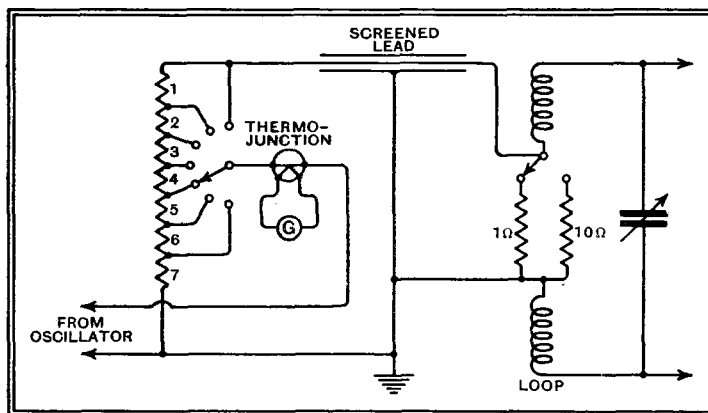 SCREENED
LEAD
1
2
3
4
5
6
7
THERMO-
JUNCTION
G
1Ω
10Ω
FROM
OSCILLATOR
LOOP